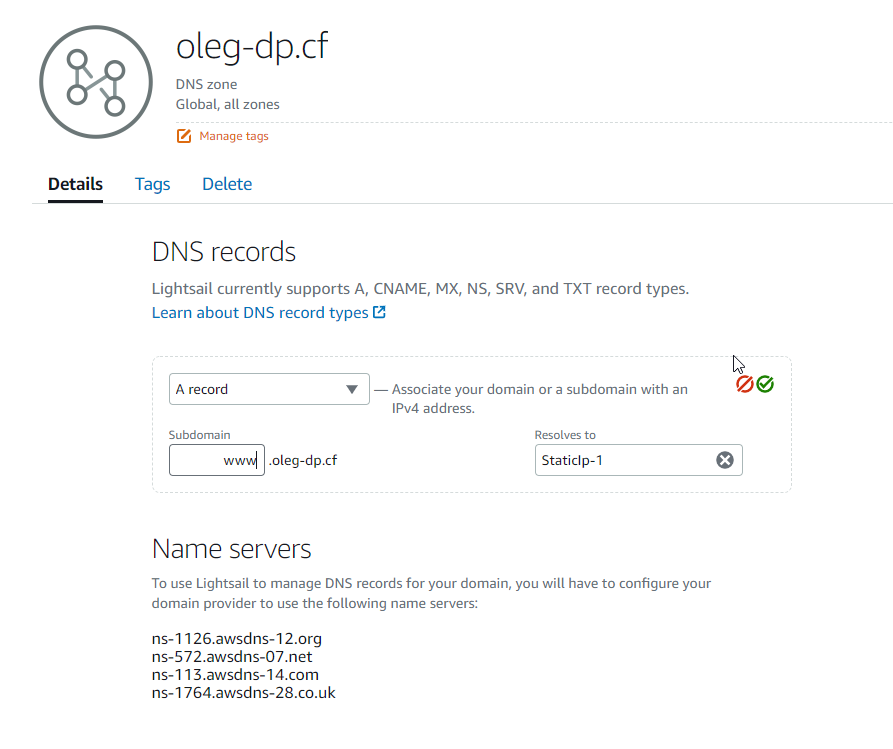 oleg-dp.cf
DNS zone
Global, all zones
Manage tags
Details Tags Delete
DNS records
Lightsail currently supports A, CNAME, MX, NS, SRV, and TXT record types.
Learn about DNS record types
A record — Associate your domain or a subdomain with an
IPv4 address.
Subdomain Resolves to
www .oleg-dp.cf StaticIp-1
Name servers
To use Lightsail to manage DNS records for your domain, you will have to configure your
domain provider to use the following name servers:
ns-1126.awsdns-12.org
ns-572.awsdns-07.net
ns-113.awsdns-14.com
ns-1764.awsdns-28.co.uk